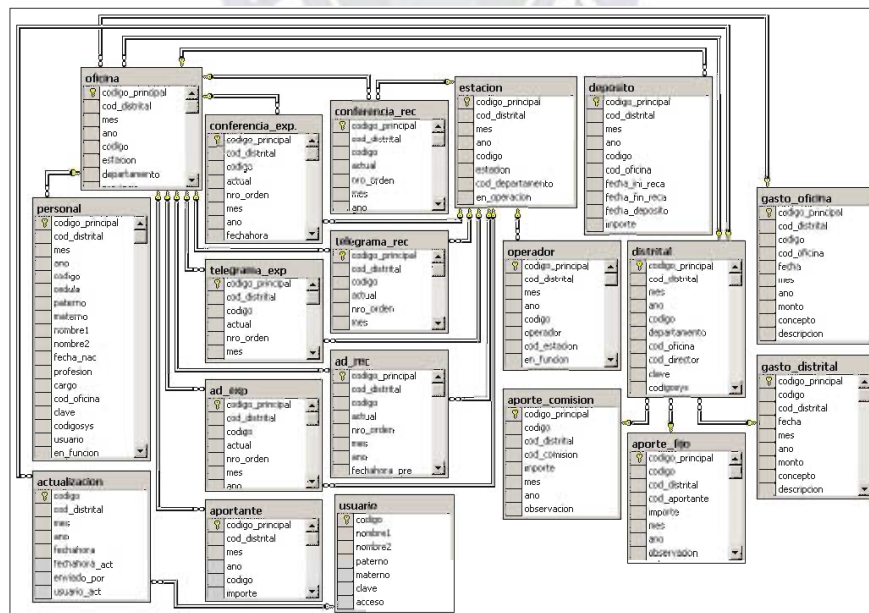 oficina
codigo_principal
cod_distrital
mes
ano
codigo
estacion
departamento
personal
codigo_principal
cod_distrital
mes
ano
codigo
cedula
paterno
materno
nombre1
nombre2
fecha_nac
profesion
cargo
cod_oficina
clave
codigosys
usuario
en_funcion
actualizacion
codigo
cod_distrital
mes
ano
fechahora
fechahora_act
enviado_por
usuario_act
conferencia_exp.
codigo_principal
cod_distrital
codigo
actual
nro_orden
mes
ano
fechahora
telegrama_exp
codigo_principal
cod_distrital
codigo
actual
nro_orden
mes
ad_exp
codigo_principal
cod_distrital
codigo
actual
nro_orden
mes
ano
aportante
codigo_principal
cod_distrital
mes
ano
codigo
importe
conferencia_rec
codigo_principal
cod_distrital
codigo
actual
nro_orden
mes
ano
telegrama_rec
codigo_principal
cod_distrital
codigo
actual
nro_orden
mes
ad_rec
codigo_principal
cod_distrital
codigo
actual
nro_orden
mes
ano
fechahora_pre
usuario
codigo
nombre1
nombre2
paterno
materno
clave
acceso
estacion
codigo_principal
cod_distrital
mes
ano
codigo
estacion
cod_departamento
en_operacion
operador
codigo_principal
cod_distrital
mes
ano
codigo
operador
cod_estacion
en_funcion
aporte_comision
codigo_principal
codigo
cod_distrital
cod_comision
importe
mes
ano
observacion
deposito
codigo_principal
cod_distrital
mes
ano
codigo
cod_oficina
fecha_ini_reca
fecha_fin_reca
fecha_deposito
importe
distrital
codigo_principal
cod_distrital
mes
ano
codigo
departamento
cod_oficina
cod_director
clave
codigosys
aporte_fijo
codigo_principal
codigo
cod_distrital
cod_aportante
importe
mes
ano
observacion
gasto_oficina
codigo_principal
cod_distrital
codigo
cod_oficina
fecha
mes
ano
monto
concepto
descripcion
gasto_distrital
codigo_principal
codigo
cod_distrital
fecha
mes
ano
monto
concepto
descripcion